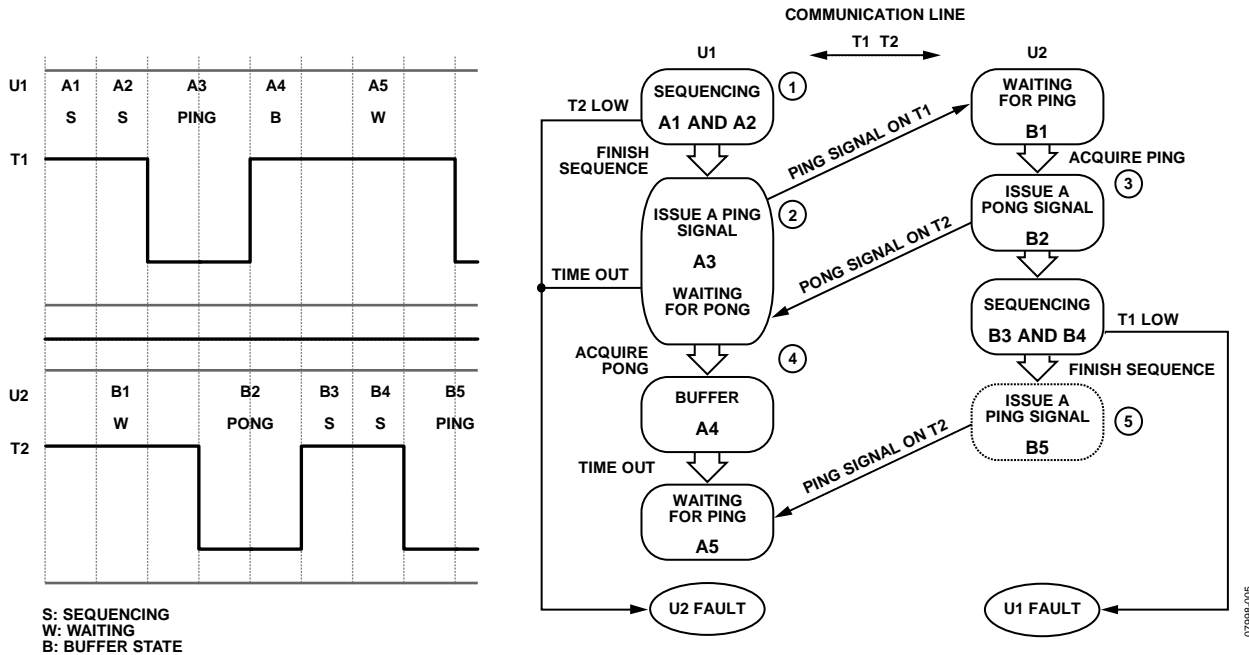 U1 A1 A2 A3 A4 A5
S S PING B W
T1
U2 B1 B2 B3 B4 B5
W PONG S S PING
T2
S: SEQUENCING
W: WAITING
B: BUFFER STATE
COMMUNICATION LINE
U1 T1 T2 U2
SEQUENCING
A1 AND A2
1
T2 LOW
FINISH
SEQUENCE
ISSUE A PING
SIGNAL
A3
WAITING
FOR PONG
2
TIME OUT
ACQUIRE
PONG
4
BUFFER
A4
TIME OUT
WAITING
FOR PING
A5
U2 FAULT
PING SIGNAL ON T1
PONG SIGNAL ON T2
PING SIGNAL ON T2
WAITING
FOR PING
B1
ACQUIRE PING
3
ISSUE A
PONG SIGNAL
B2
SEQUENCING
B3 AND B4
T1 LOW
FINISH SEQUENCE
ISSUE A
PING SIGNAL
B5
5
U1 FAULT
07998-005